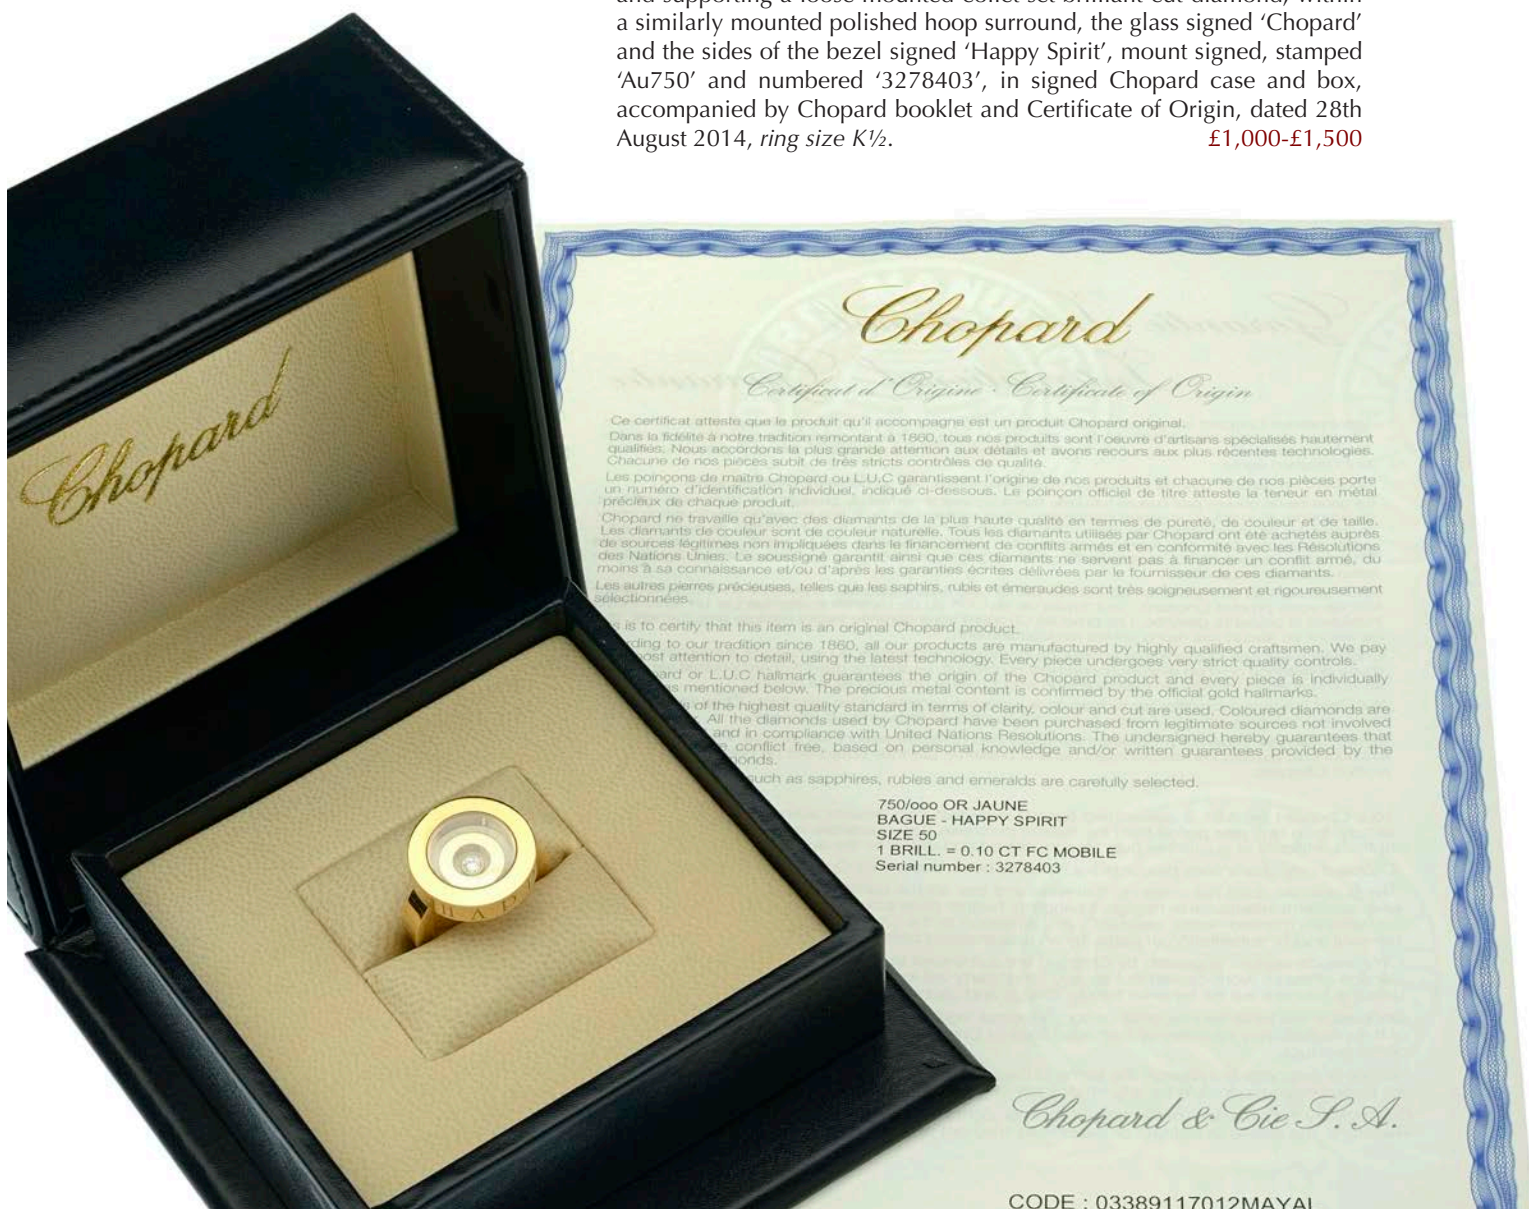 a similarly mounted polished hoop surround, the glass signed ‘Chopard’
and the sides of the bezel signed ‘Happy Spirit’, mount signed, stamped
‘Au750’ and numbered ‘3278403’, in signed Chopard case and box,
accompanied by Chopard booklet and Certificate of Origin, dated 28th
August 2014, ring size K½. £1,000-£1,500
Chopard
Chopard
Certificat d'Origine - Certificate of Origin
Ce certificat atteste que le produit qu'il accompagne est un produit Chopard original.
Dans la fidélité à notre tradition remontant à 1860, tous nos produits sont l'oeuvre d'artisans spécialisés hautement
qualifiés. Nous accordons la plus grande attention aux détails et avons recours aux plus récentes technologies.
Chacune de nos pièces subit de très stricts contrôles de qualité.
Les poinçons de maître Chopard ou L.U.C garantissent l'origine de nos produits et chacune de nos pièces porte
un numéro d'identification individuel, indiqué ci-dessous. Le poinçon officiel de titre atteste la teneur en métal
précieux de chaque produit.
Chopard ne travaille qu'avec des diamants de la plus haute qualité en termes de pureté, de couleur et de taille.
Les diamants de couleur sont de couleur naturelle. Tous les diamants utilisés par Chopard ont été achetés auprès
de sources légitimes non impliquées dans le financement de conflits armés et en conformité avec les Résolutions
des Nations Unies. Le soussigné garantit ainsi que ces diamants ne servent pas à financer un conflit armé, du
moins à sa connaissance et/ou d'après les garanties écrites délivrées par le fournisseur de ces diamants.
Les autres pierres précieuses, telles que les saphirs, rubis et émeraudes sont très soigneusement et rigoureusement
sélectionnées.
is to certify that this item is an original Chopard product.
to our tradition since 1860, all our products are manufactured by highly qualified craftsmen. We pay
attention to detail, using the latest technology. Every piece undergoes very strict quality controls.
or L.U.C hallmark guarantees the origin of the Chopard product and every piece is individually
mentioned below. The precious metal content is confirmed by the official gold hallmarks.
of the highest quality standard in terms of clarity, colour and cut are used. Coloured diamonds are
All the diamonds used by Chopard have been purchased from legitimate sources not involved
and in compliance with United Nations Resolutions. The undersigned hereby guarantees that
conflict free, based on personal knowledge and/or written guarantees provided by the
such as sapphires, rubies and emeralds are carefully selected.
750/ooo OR JAUNE
BAGUE - HAPPY SPIRIT
SIZE 50
1 BRILL. = 0.10 CT FC MOBILE
Serial number : 3278403
Chopard & Cie S.A.
CODE : 03389117012MAYAL